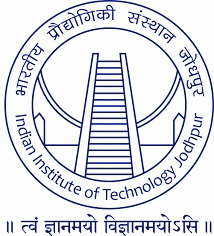 भारतीय प्रौद्योगिकी संस्थान जोधपुर
Indian Institute of Technology Jodhpur
॥ त्वं ज्ञानमयो विज्ञानमयोऽसि ॥